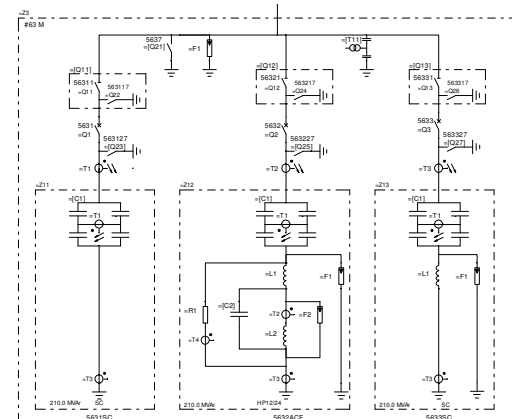 =Z3
#63 M
5637
=[Q21]
=F1
=[T11]
=[Q11]
56311
=Q1
563117
=Q22
=[Q12]
56321
=Q12
563217
=Q24
=[Q13]
56331
=Q13
563317
=Q26
5631
=Q1
563127
=[Q23]
=T1
5632
=Q2
563227
=[Q25]
=T2
5633
=Q3
563327
=[Q27]
=T3
=Z11
=[C1]
=T1
=T3
210.0 MVAr
SC
5631SC
=Z12
=[C1]
=T1
=L1
=F1
=R1
=[C2]
=T2
=F2
=T4
=L2
=T3
210.0 MVAr
HP12/24
5632ACF
=Z13
=[C1]
=T1
=L1
=F1
=T3
210.0 MVAr
SC
5633SC